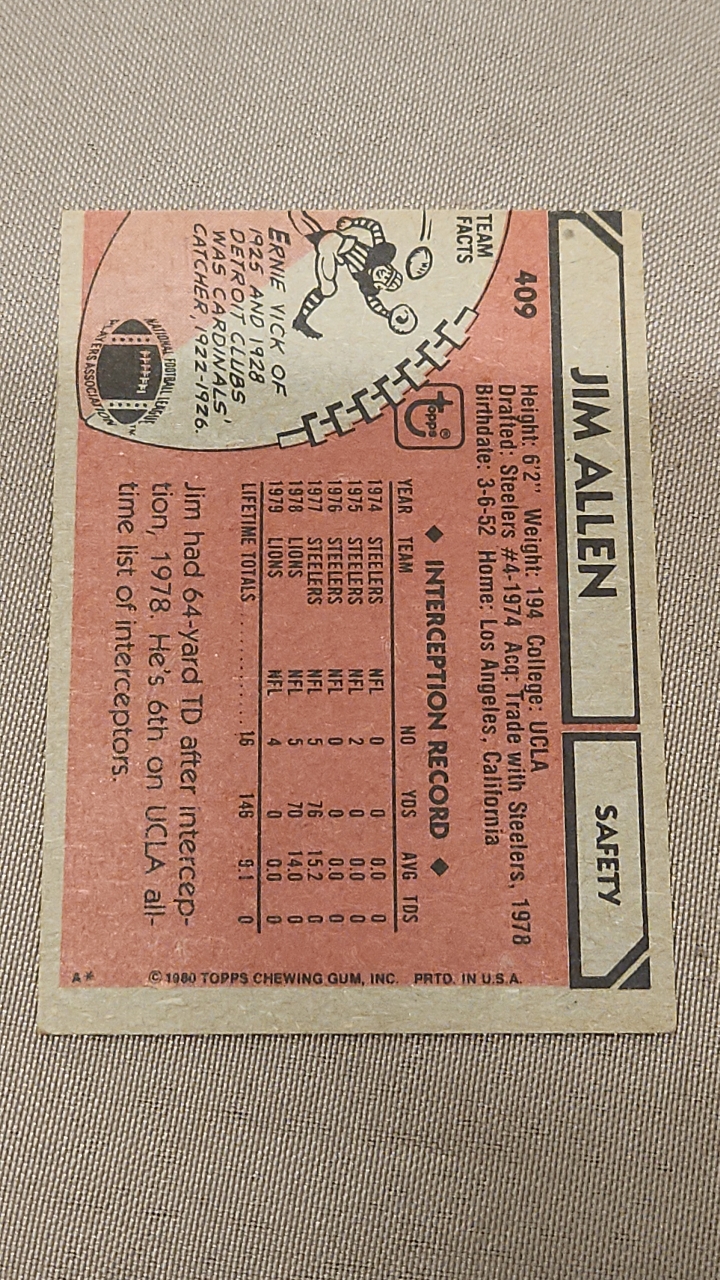 JIM ALLEN
SAFETY
409
Height: 6'2" Weight: 194 College: UCLA
Drafted: Steelers #4-1974 Acq: Trade with Steelers, 1978
Birthdate: 3-6-52 Home: Los Angeles, California
TEAM
FACTS
ERNIE VICK OF
1925 AND 1928
DETROIT CLUBS
WAS CARDINALS'
CATCHER, 1922-1926.
topps®
NATIONAL FOOTBALL LEAGUE
PLAYERS ASSOCIATION™
◆ INTERCEPTION RECORD ◆
YEAR TEAM NO YDS AVG TDS
1974 STEELERS NFL 0 0 0.0 0
1975 STEELERS NFL 2 0 0.0 0
1976 STEELERS NFL 0 0 0.0 0
1977 STEELERS NFL 5 76 15.2 0
1978 LIONS NFL 5 70 14.0 0
1979 LIONS NFL 4 0 0.0 0
LIFETIME TOTALS............... 16 146 9.1 0
Jim had 64-yard TD after intercep-
tion, 1978. He's 6th on UCLA all-
time list of interceptors.
A* © 1980 TOPPS CHEWING GUM, INC. PRTD. IN U.S.A.